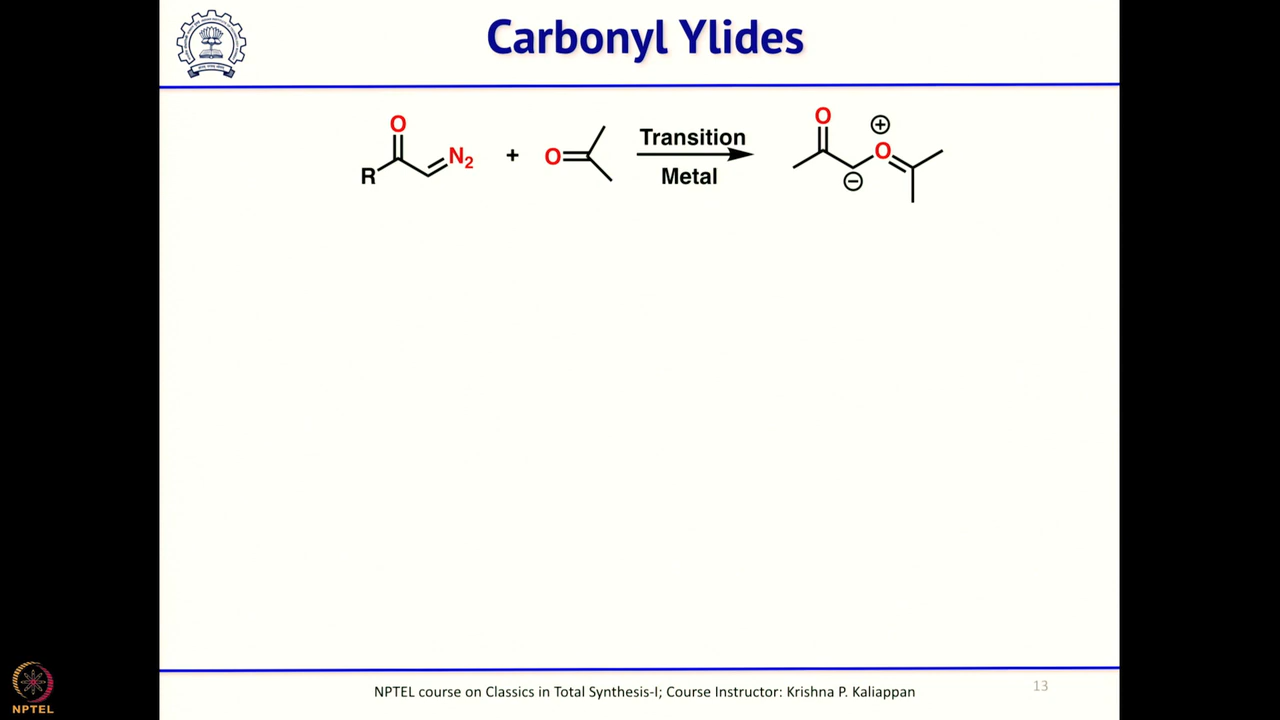 Carbonyl Ylides
O
R
N2
+
O
Transition
Metal
O
⊕
O
⊖
NPTEL course on Classics in Total Synthesis-I; Course Instructor: Krishna P. Kaliappan
13
NPTEL